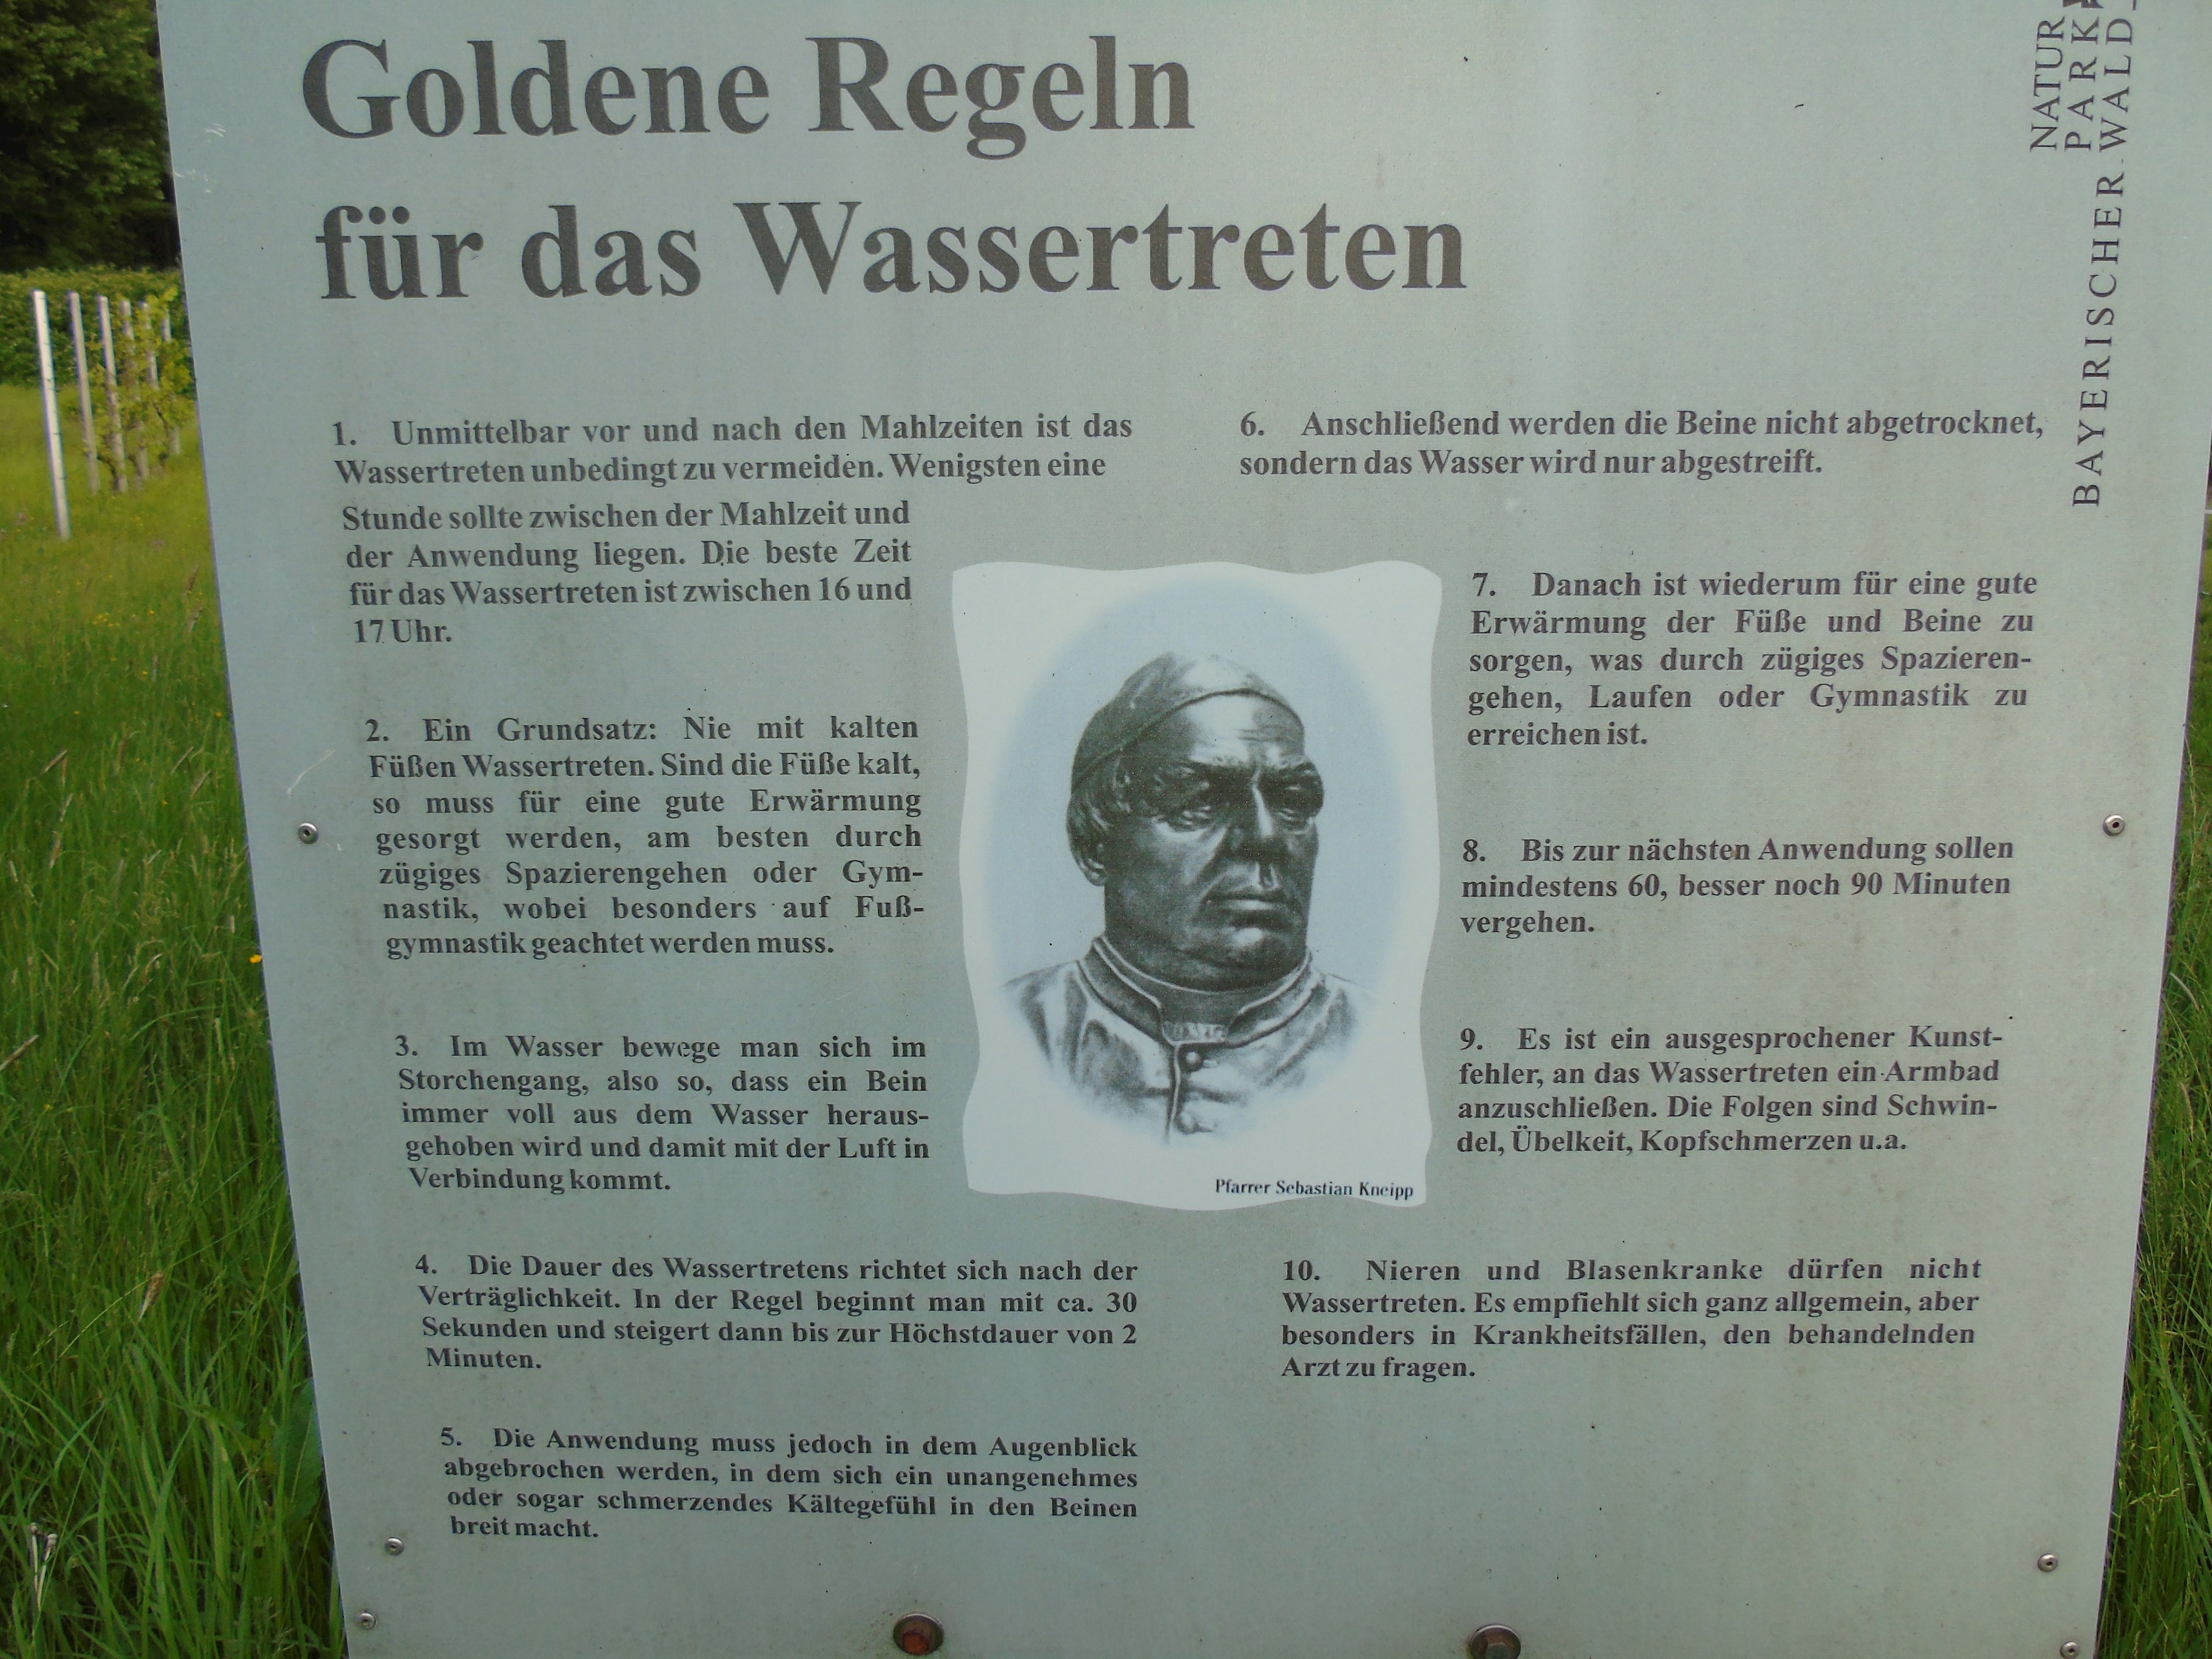 Goldene Regeln
für das Wassertreten
NATUR
PARK
BAYERISCHER WALD
1. Unmittelbar vor und nach den Mahlzeiten ist das
Wassertreten unbedingt zu vermeiden. Wenigsten eine
Stunde sollte zwischen der Mahlzeit und
der Anwendung liegen. Die beste Zeit
für das Wassertreten ist zwischen 16 und
17 Uhr.
2. Ein Grundsatz: Nie mit kalten
Füßen Wassertreten. Sind die Füße kalt,
so muss für eine gute Erwärmung
gesorgt werden, am besten durch
zügiges Spazierengehen oder Gym-
nastik, wobei besonders auf Fuß-
gymnastik geachtet werden muss.
3. Im Wasser bewege man sich im
Storchengang, also so, dass ein Bein
immer voll aus dem Wasser heraus-
gehoben wird und damit mit der Luft in
Verbindung kommt.
4. Die Dauer des Wassertretens richtet sich nach der
Verträglichkeit. In der Regel beginnt man mit ca. 30
Sekunden und steigert dann bis zur Höchstdauer von 2
Minuten.
5. Die Anwendung muss jedoch in dem Augenblick
abgebrochen werden, in dem sich ein unangenehmes
oder sogar schmerzendes Kältegefühl in den Beinen
breit macht.
Pfarrer Sebastian Kneipp
6. Anschließend werden die Beine nicht abgetrocknet,
sondern das Wasser wird nur abgestreift.
7. Danach ist wiederum für eine gute
Erwärmung der Füße und Beine zu
sorgen, was durch zügiges Spazieren-
gehen, Laufen oder Gymnastik zu
erreichen ist.
8. Bis zur nächsten Anwendung sollen
mindestens 60, besser noch 90 Minuten
vergehen.
9. Es ist ein ausgesprochener Kunst-
fehler, an das Wassertreten ein Armbad
anzuschließen. Die Folgen sind Schwin-
del, Übelkeit, Kopfschmerzen u.a.
10. Nieren und Blasenkranke dürfen nicht
Wassertreten. Es empfiehlt sich ganz allgemein, aber
besonders in Krankheitsfällen, den behandelnden
Arzt zu fragen.